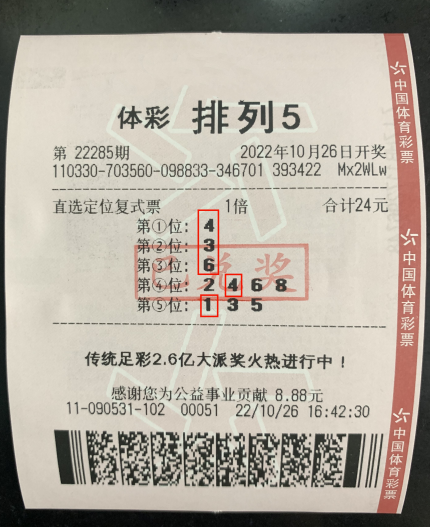 体彩 排列5
第 22285期 2022年10月26日开奖
110330-703560-098833-346701 393422 Mx2WLw
直选定位复式票 1倍 合计24元
第①位: 4
第②位: 3
第③位: 6
第④位: 2 4 6 8
第⑤位: 1 3 5
已兑奖
传统足彩2.6亿大派奖火热进行中！
感谢您为公益事业贡献 8.88元
11-090531-102 00051 22/10/26 16:42:30
中国体育彩票
中国体育彩票
中国体育彩票